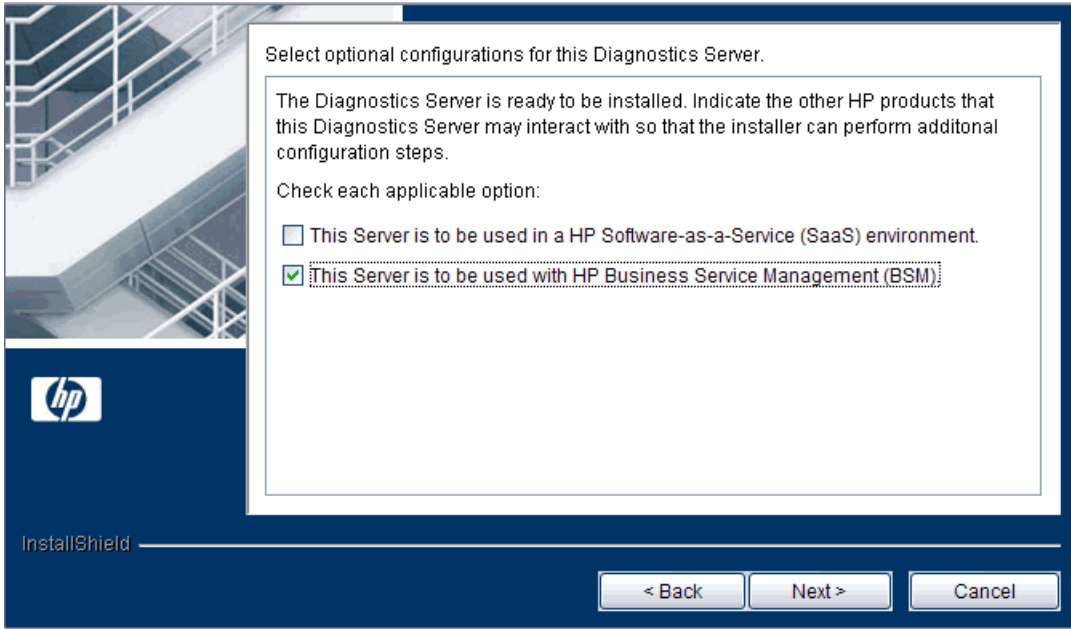 Select optional configurations for this Diagnostics Server.
The Diagnostics Server is ready to be installed. Indicate the other HP products that
this Diagnostics Server may interact with so that the installer can perform additonal
configuration steps.
Check each applicable option:
This Server is to be used in a HP Software-as-a-Service (SaaS) environment.
This Server is to be used with HP Business Service Management (BSM).
hp
InstallShield
< Back
Next >
Cancel